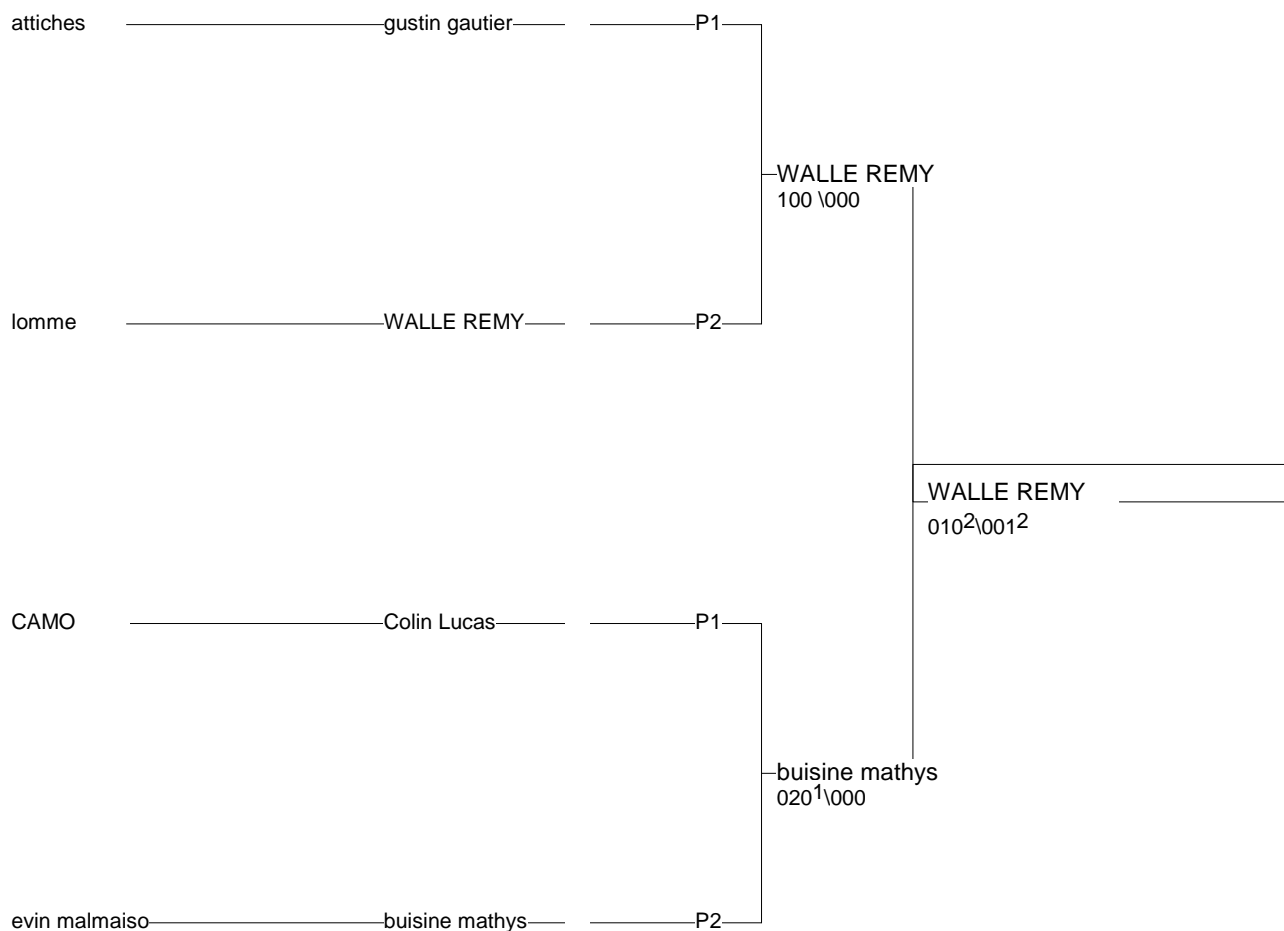 attiches gustin gautier P1
WALLE REMY
100 \000
lomme WALLE REMY P2
WALLE REMY
010²\001²
CAMO Colin Lucas P1
buisine mathys
020¹\000
evin malmaiso buisine mathys P2